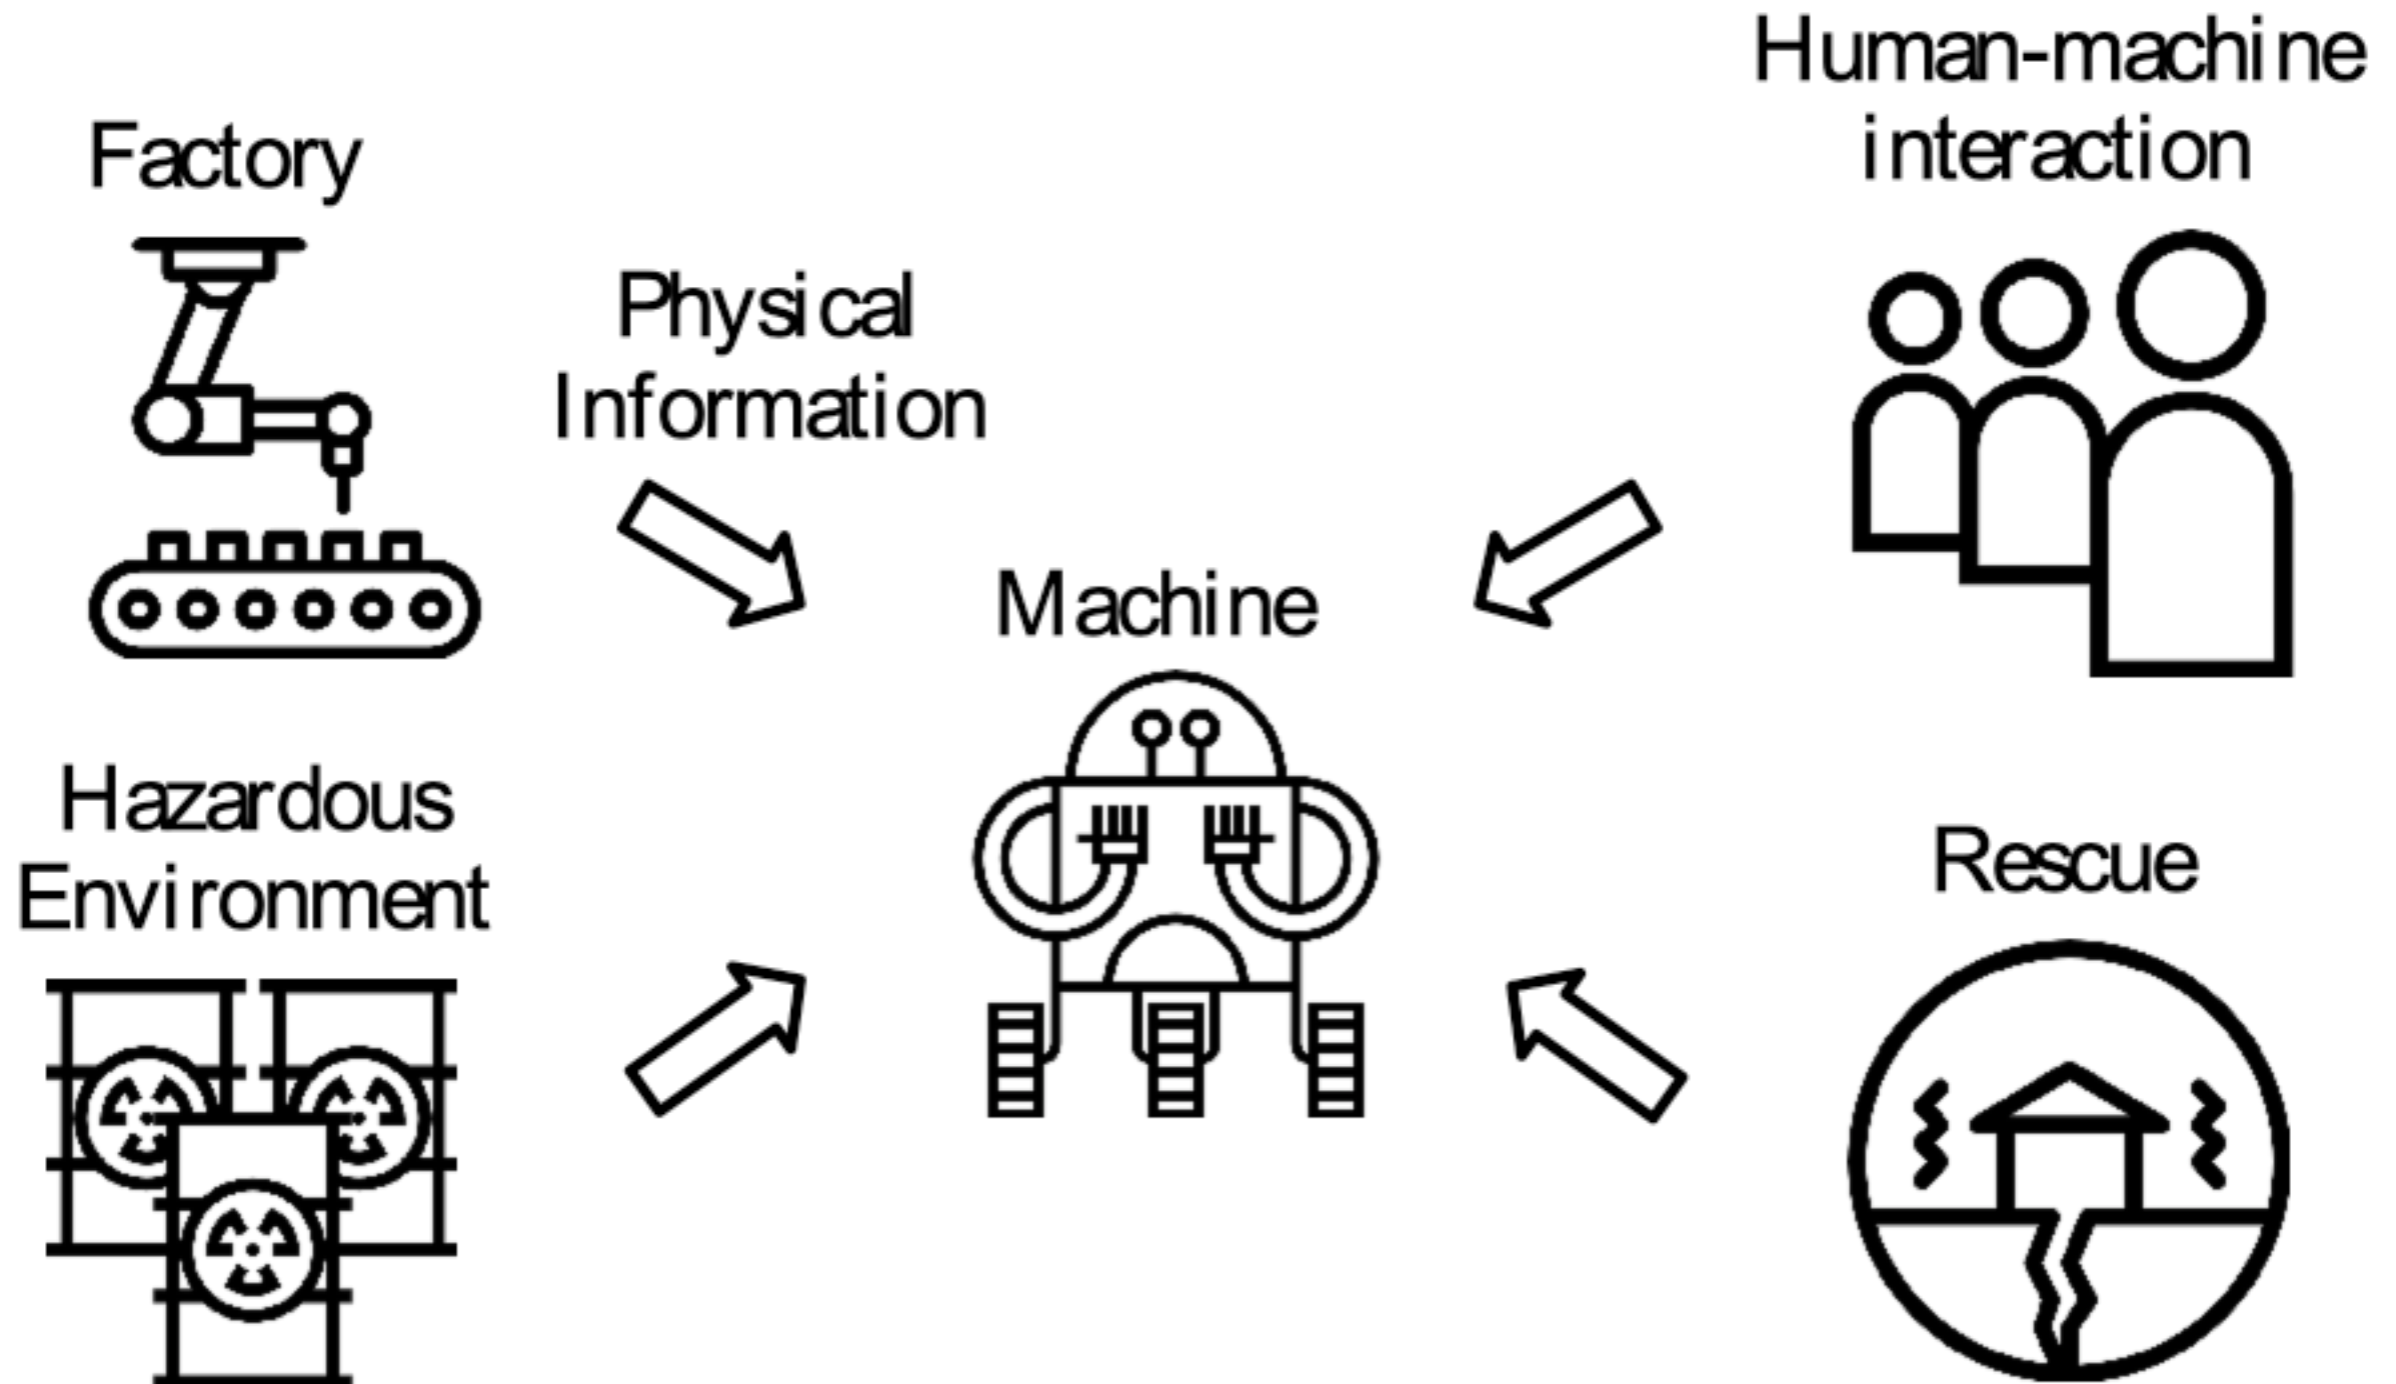 Factory
Physical
Information
Human-machine
interaction
Machine
Hazardous
Environment
Rescue